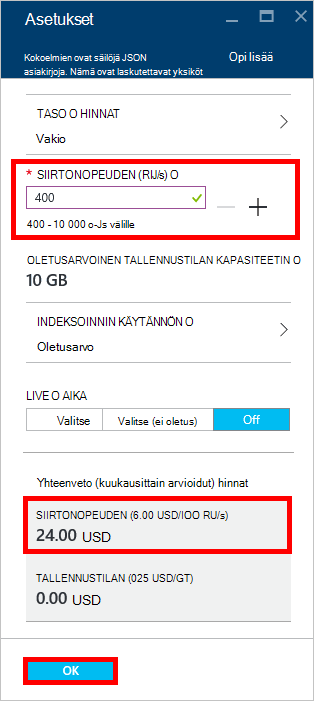 Asetukset
Kokoelmien ovat säilöjä JSON
asiakirjoja. Nämä ovat laskutettavat yksiköt
Opi lisää
TASO O HINNAT
Vakio
* SIIRTONOPEUDEN (RIJ/s) O
400
400 - 10 000 o-Js välille
OLETUSARVOINEN TALLENNUSTILAN KAPASITEETIN O
10 GB
INDEKSOINNIN KÄYTÄNNÖN O
Oletusarvo
LIVE O AIKA
Valitse
Valitse (ei oletus)
Off
Yhteenveto (kuukausittain arvioidut) hinnat
SIIRTONOPEUDEN (6.00 USD/IOO RU/s)
24.00 USD
TALLENNUSTILAN (025 USD/GT)
0.00 USD
OK